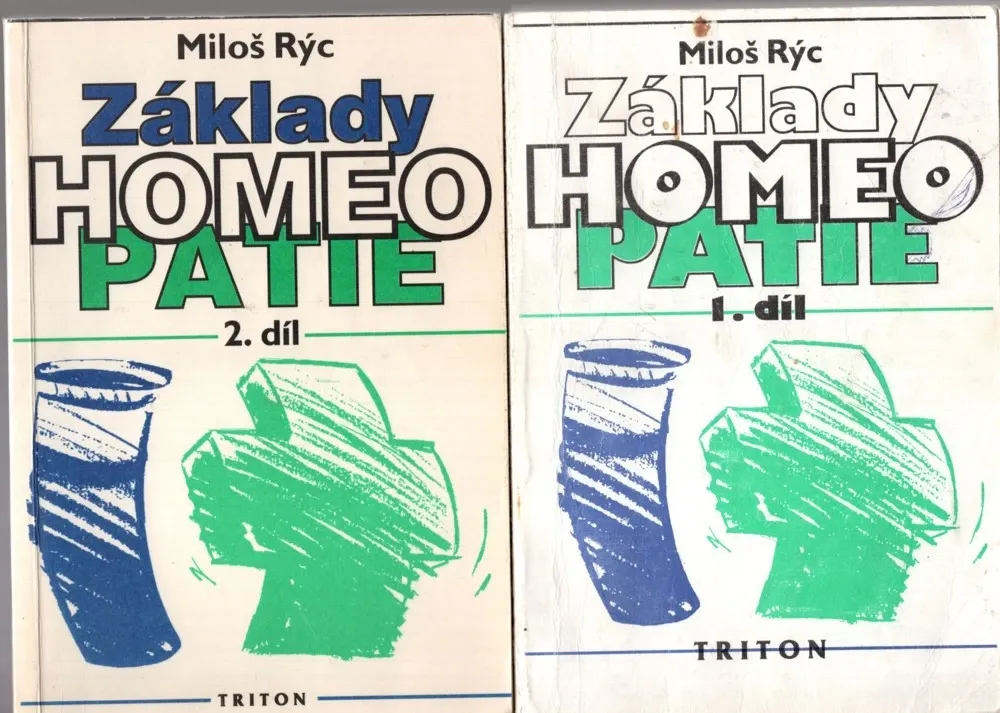 Miloš Rýc
Základy
HOMEO
PATIE
2. díl
TRITON
Miloš Rýc
Základy
HOMEO
PATIE
1. díl
TRITON